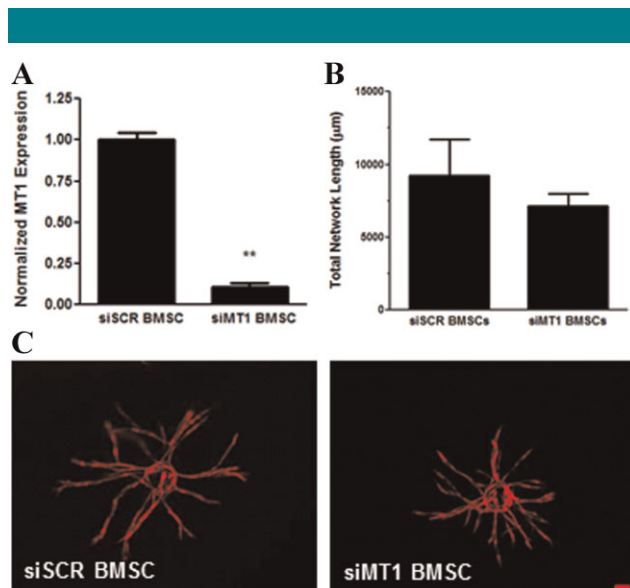 A
Normalized MT1 Expression
1.25
1.00
0.75
0.50
0.25
0.00
**
siSCR BMSC
siMT1 BMSC
B
Total Network Length (µm)
15000
10000
5000
0
siSCR BMSCs
siMT1 BMSCs
C
siSCR BMSC
siMT1 BMSC